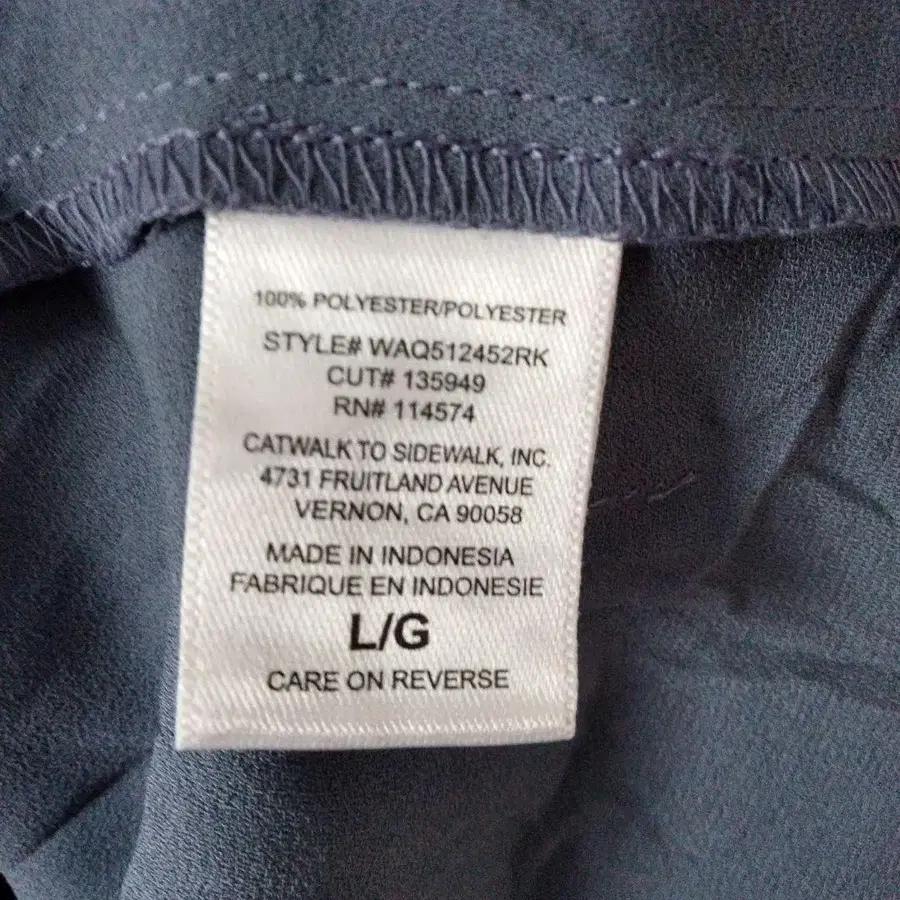 100% POLYESTER/POLYESTER
STYLE# WAQ512452RK
CUT# 135949
RN# 114574
CATWALK TO SIDEWALK, INC.
4731 FRUITLAND AVENUE
VERNON, CA 90058
MADE IN INDONESIA
FABRIQUE EN INDONESIE
L/G
CARE ON REVERSE